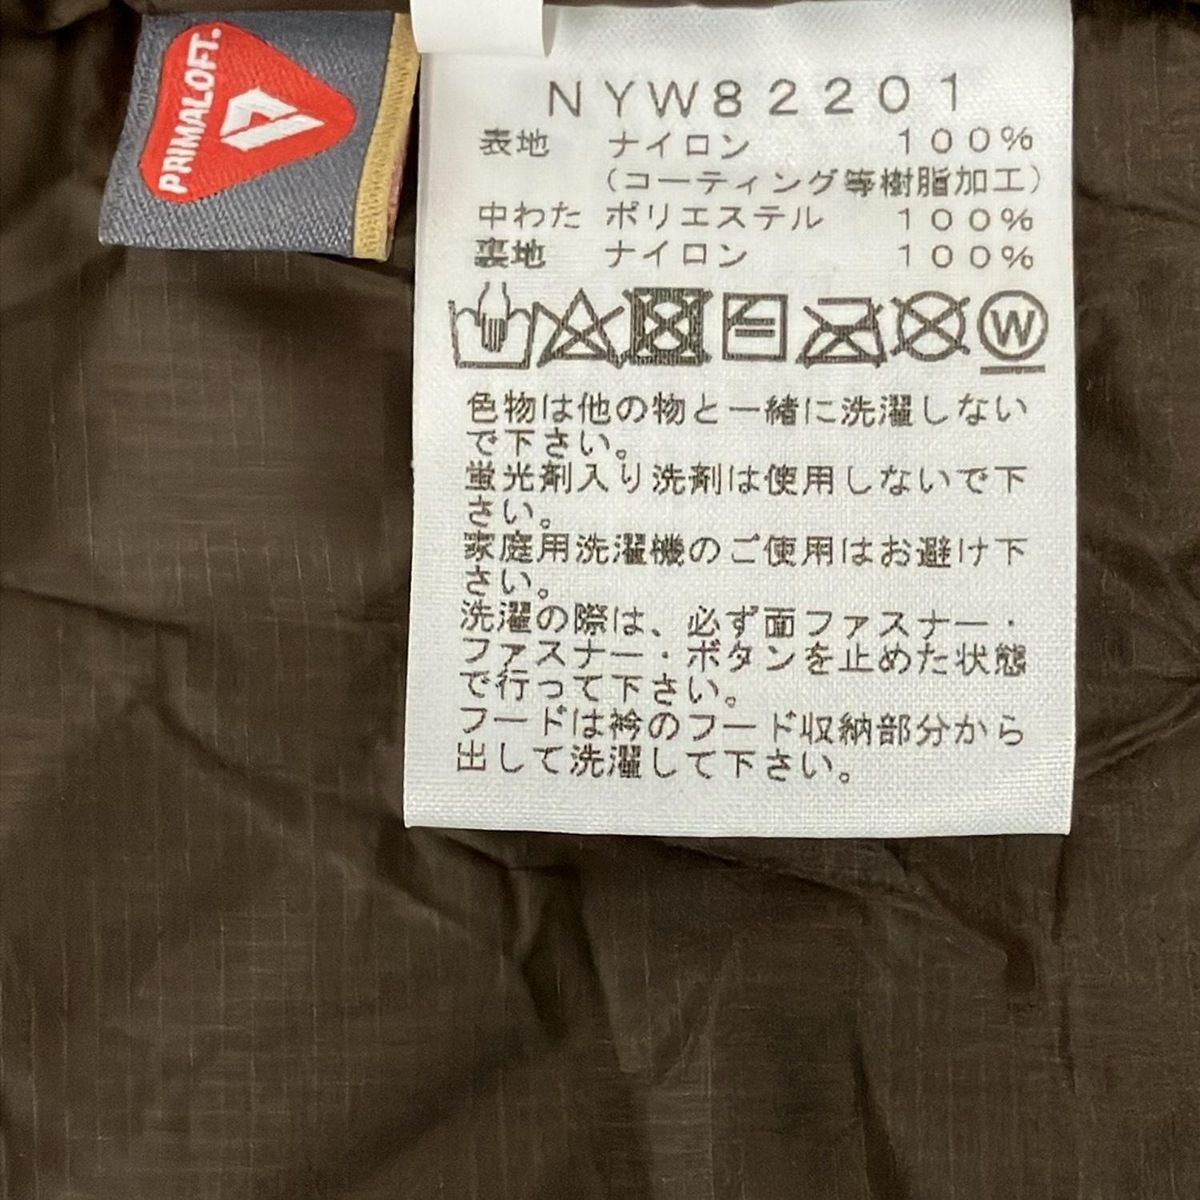 PRIMALOFT.
NYW82201
表地 ナイロン 100%
(コーティング等樹脂加工)
中わた ポリエステル 100%
裏地 ナイロン 100%
W
色物は他の物と一緒に洗濯しない
で下さい。
蛍光剤入り洗剤は使用しないで下
さい。
家庭用洗濯機のご使用はお避け下
さい。
洗濯の際は、必ず面ファスナー・
ファスナー・ボタンを止めた状態
で行って下さい。
フードは衿のフード収納部分から
出して洗濯して下さい。